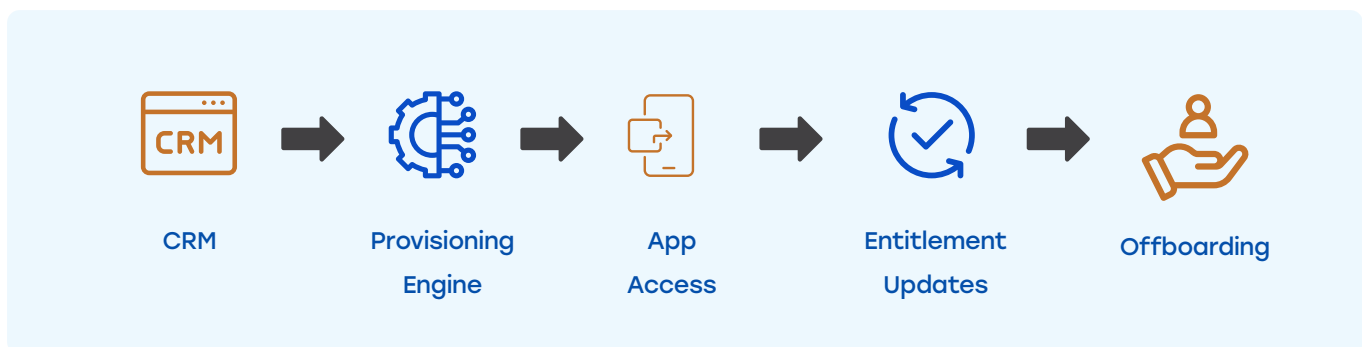 CRM
CRM
Provisioning
Engine
App
Access
Entitlement
Updates
Offboarding